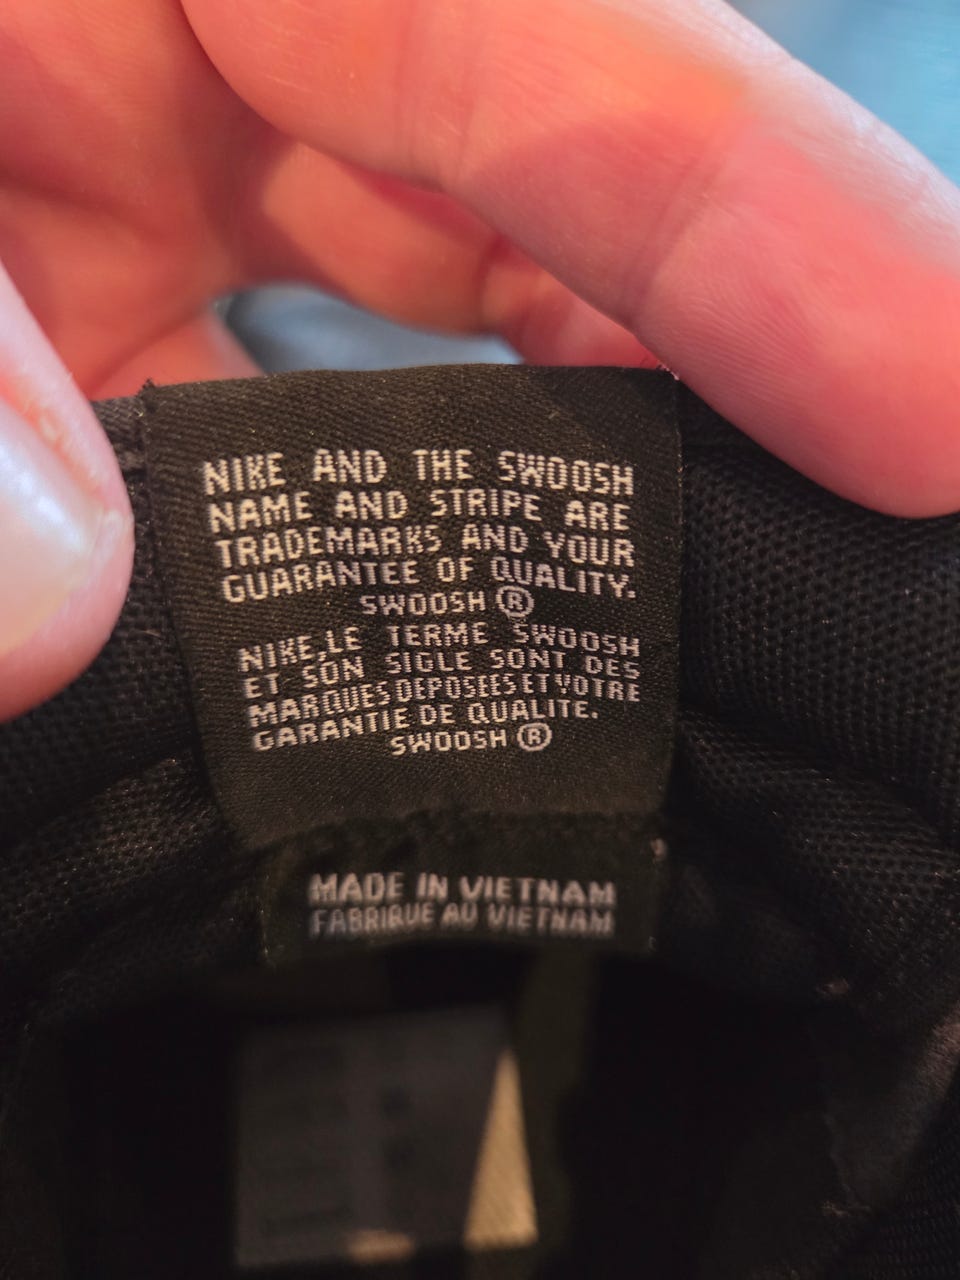 NIKE AND THE SWOOSH
NAME AND STRIPE ARE
TRADEMARKS AND YOUR
GUARANTEE OF QUALITY.
SWOOSH ®
NIKE, LE TERME SWOOSH
ET SON SIGLE SONT DES
MARQUES DEPOSEES ET VOTRE
GARANTIE DE QUALITE.
SWOOSH ®
MADE IN VIETNAM
FABRIQUE AU VIETNAM